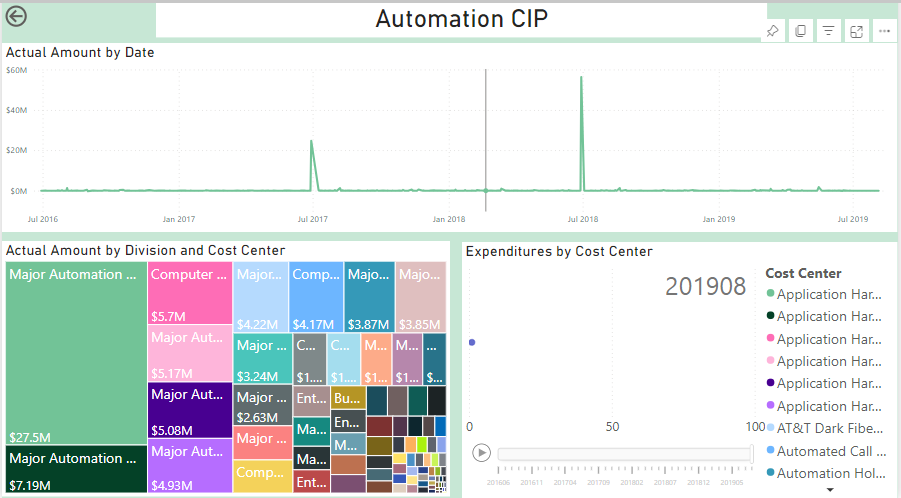 Automation CIP
Actual Amount by Date
$60M
$40M
$20M
$0M
Jul 2016 Jan 2017 Jul 2017 Jan 2018 Jul 2018 Jan 2019 Jul 2019
Actual Amount by Division and Cost Center
Major Automation ...
$27.5M
Major Automation ...
$7.19M
Computer ...
$5.7M
Major Aut...
$5.17M
Major Aut...
$5.08M
Major Aut...
$4.93M
Major...
$4.22M
Comp...
$4.17M
Majo...
$3.87M
Majo...
$3.85M
Major ...
$3.24M
Major ...
$2.63M
Major ...
Comp...
C...
$1....
C...
$1...
M...
$1...
M...
$1...
...
$...
Ent...
Ma...
Ma...
Ent...
Bu...
En...
M...
Expenditures by Cost Center
201908
0 50 100
201606 201611 201704 201709 201802 201807 201812 201905
Cost Center
Application Har...
Application Har...
Application Har...
Application Har...
Application Har...
Application Har...
AT&T Dark Fibe...
Automated Call ...
Automation Hol...